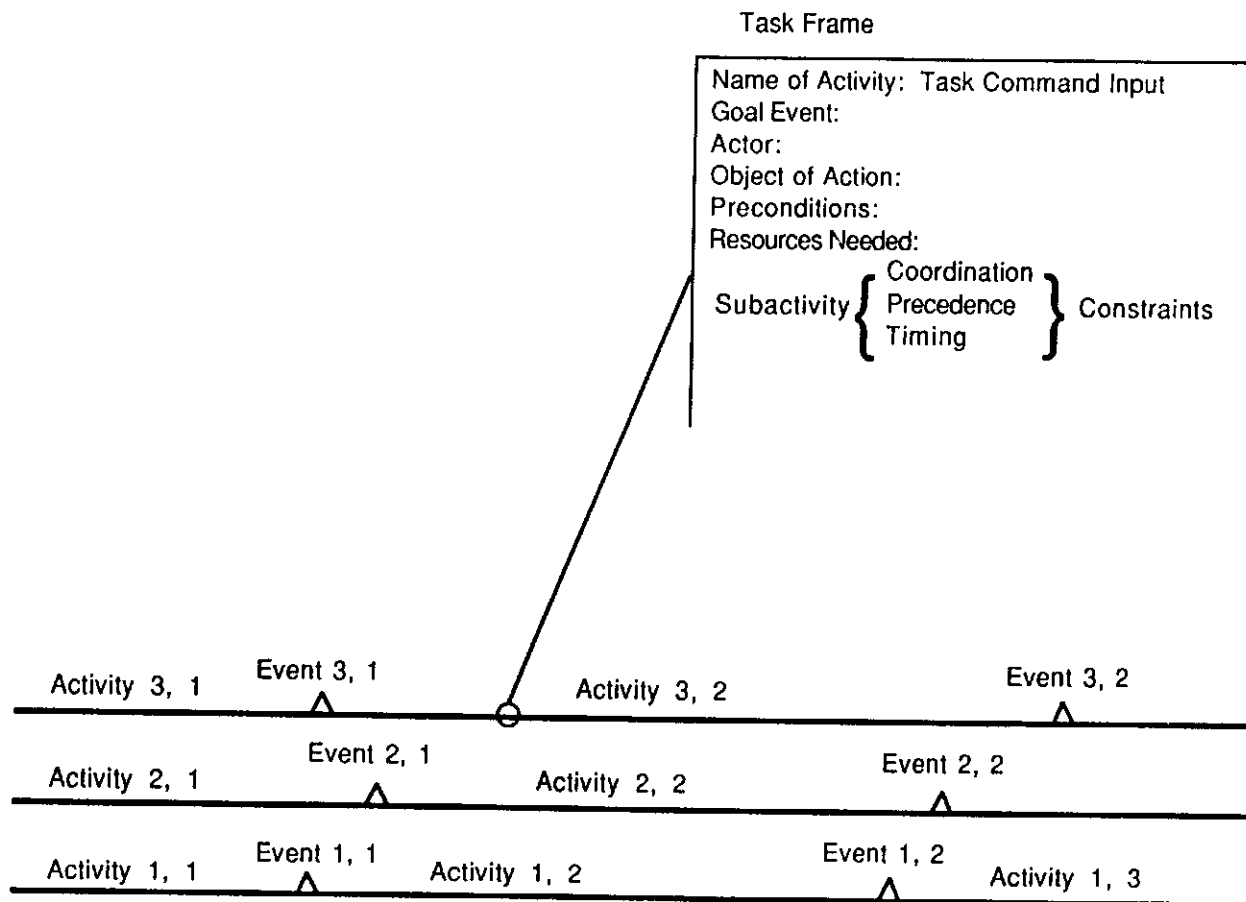 Task Frame
Name of Activity: Task Command Input
Goal Event:
Actor:
Object of Action:
Preconditions:
Resources Needed:
Coordination
Subactivity { Precedence } Constraints
Timing
Activity 3, 1 Event 3, 1 Activity 3, 2 Event 3, 2
Activity 2, 1 Event 2, 1 Activity 2, 2 Event 2, 2
Activity 1, 1 Event 1, 1 Activity 1, 2 Event 1, 2 Activity 1, 3